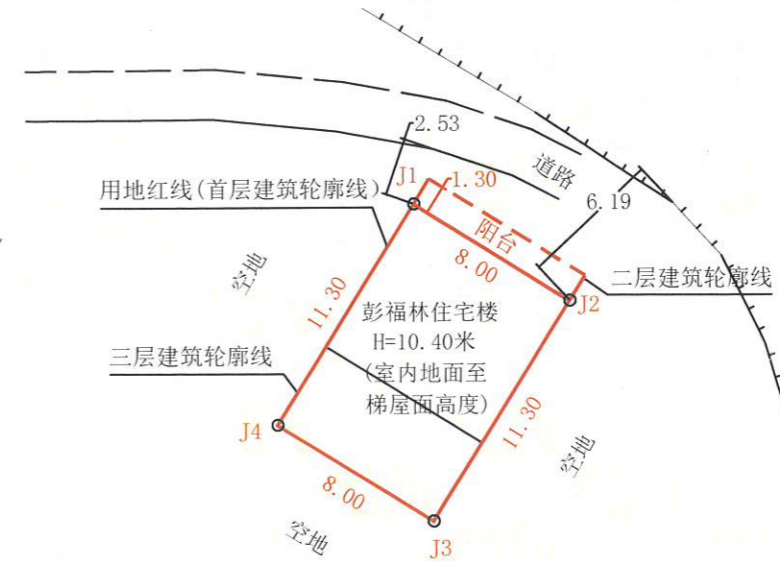 2.53
道路
J1
1.30
用地红线(首层建筑轮廓线)
6.19
阳台
8.00
空地
二层建筑轮廓线
J2
11.30
彭福林住宅楼
H=10.40米
(室内地面至
梯屋面高度)
三层建筑轮廓线
11.30
J4
空地
8.00
空地
J3